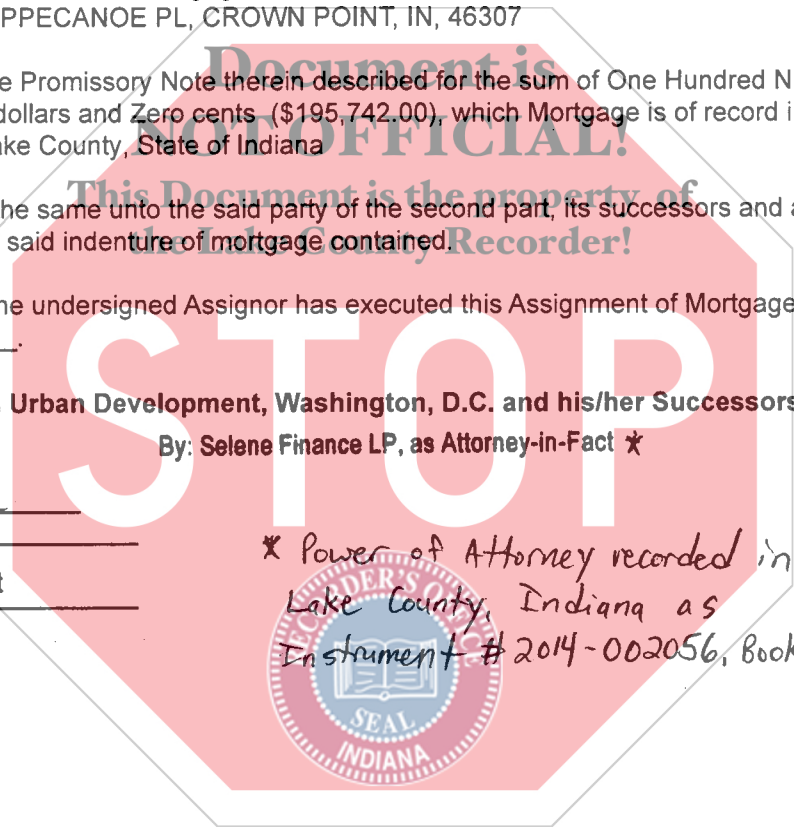 PPECANOE PL, CROWN POINT, IN, 46307
Document is
e Promissory Note therein described for the sum of One Hundred N
dollars and Zero cents ($195,742.00), which Mortgage is of record i
NOT OFFICIAL!
ke County, State of Indiana
This Document is the property of
he same unto the said party of the second part, its successors and a
said indenture of mortgage contained.
the Lake County Recorder!
ne undersigned Assignor has executed this Assignment of Mortgage
STOP
Urban Development, Washington, D.C. and his/her Successors
By: Selene Finance LP, as Attorney-in-Fact *
* Power of Attorney recorded in
Lake County, Indiana as
Instrument # 2014-002056, Book
t
RECORDER'S OFFICE
SEAL
INDIANA